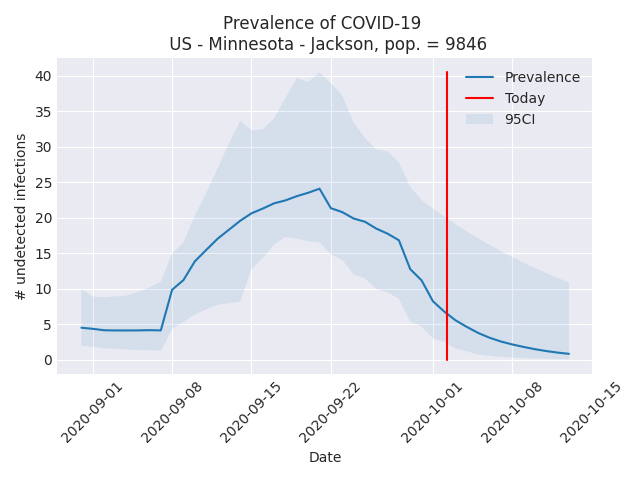 Prevalence of COVID-19
US - Minnesota - Jackson, pop. = 9846
Prevalence
Today
95CI
40
35
30
25
20
15
10
5
0
# undetected infections
2020-09-01
2020-09-08
2020-09-15
2020-09-22
2020-10-01
2020-10-08
2020-10-15
Date